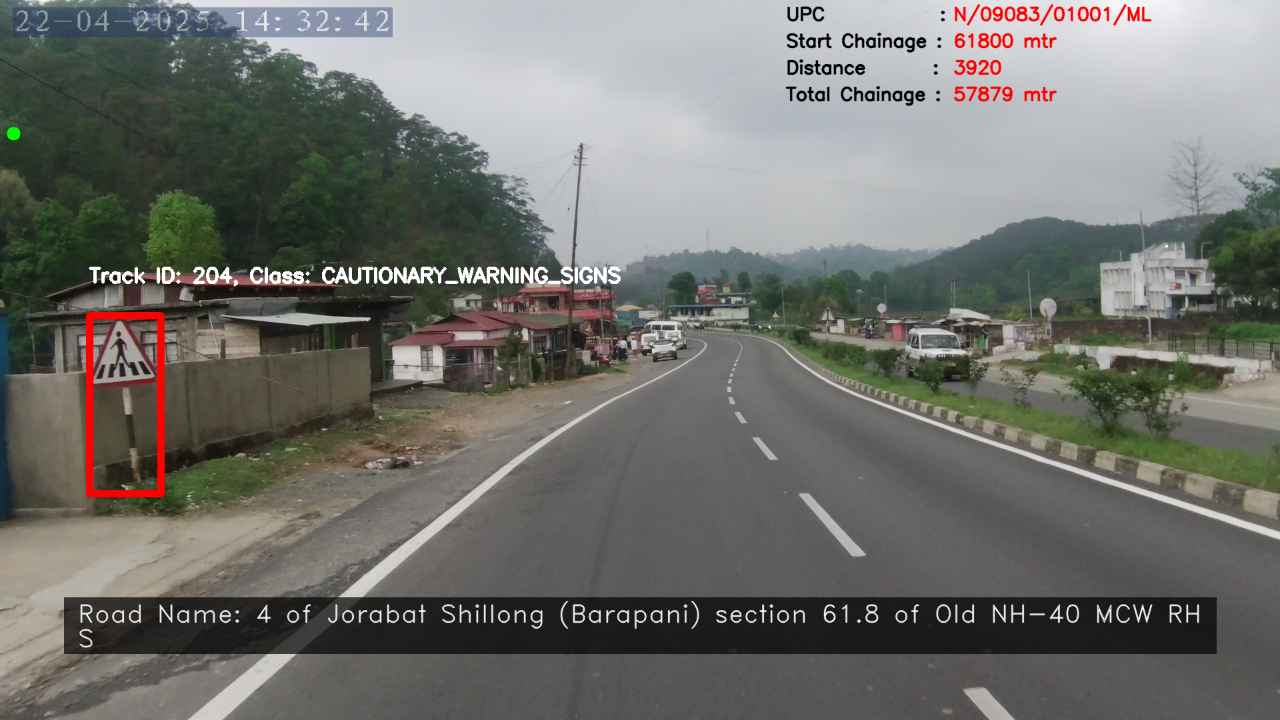 22-04-2025 14:32:42
UPC : N/09083/01001/ML
Start Chainage : 61800 mtr
Distance : 3920
Total Chainage : 57879 mtr
Track ID: 204, Class: CAUTIONARY_WARNING_SIGNS
Road Name: 4 of Jorabat Shillong (Barapani) section 61.8 of Old NH-40 MCW RH
S